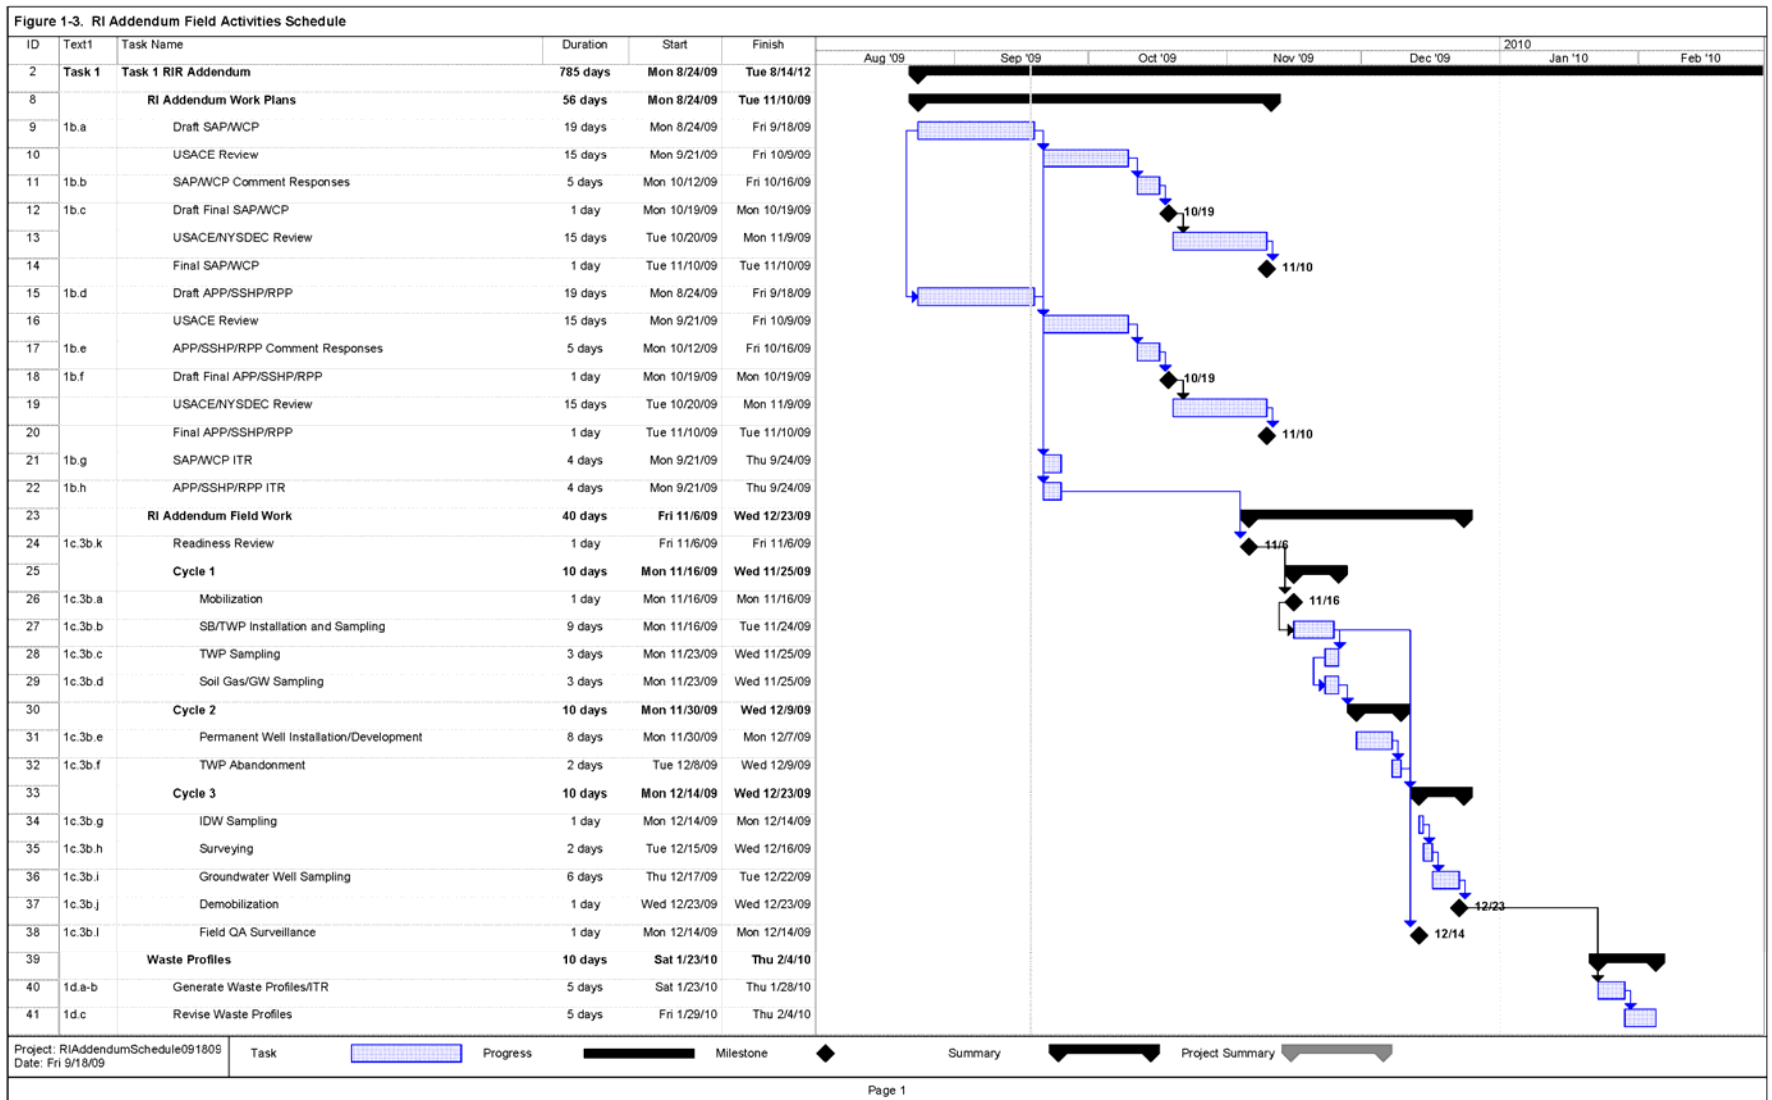 Figure 1-3. RI Addendum Field Activities Schedule
ID Text1 Task Name Duration Start Finish 2010
Aug '09 Sep '09 Oct '09 Nov '09 Dec '09 Jan '10 Feb '10
2 Task 1 Task 1 RIR Addendum 785 days Mon 8/24/09 Tue 8/14/12
8 RI Addendum Work Plans 56 days Mon 8/24/09 Tue 11/10/09
9 1b.a Draft SAP/WCP 19 days Mon 8/24/09 Fri 9/18/09
10 USACE Review 15 days Mon 9/21/09 Fri 10/9/09
11 1b.b SAP/WCP Comment Responses 5 days Mon 10/12/09 Fri 10/16/09
12 1b.c Draft Final SAP/WCP 1 day Mon 10/19/09 Mon 10/19/09 10/19
13 USACE/NYSDEC Review 15 days Tue 10/20/09 Mon 11/9/09
14 Final SAP/WCP 1 day Tue 11/10/09 Tue 11/10/09 11/10
15 1b.d Draft APP/SSHP/RPP 19 days Mon 8/24/09 Fri 9/18/09
16 USACE Review 15 days Mon 9/21/09 Fri 10/9/09
17 1b.e APP/SSHP/RPP Comment Responses 5 days Mon 10/12/09 Fri 10/16/09
18 1b.f Draft Final APP/SSHP/RPP 1 day Mon 10/19/09 Mon 10/19/09 10/19
19 USACE/NYSDEC Review 15 days Tue 10/20/09 Mon 11/9/09
20 Final APP/SSHP/RPP 1 day Tue 11/10/09 Tue 11/10/09 11/10
21 1b.g SAP/WCP ITR 4 days Mon 9/21/09 Thu 9/24/09
22 1b.h APP/SSHP/RPP ITR 4 days Mon 9/21/09 Thu 9/24/09
23 RI Addendum Field Work 40 days Fri 11/6/09 Wed 12/23/09
24 1c.3b.k Readiness Review 1 day Fri 11/6/09 Fri 11/6/09 11/6
25 Cycle 1 10 days Mon 11/16/09 Wed 11/25/09
26 1c.3b.a Mobilization 1 day Mon 11/16/09 Mon 11/16/09 11/16
27 1c.3b.b SB/TWP Installation and Sampling 9 days Mon 11/16/09 Tue 11/24/09
28 1c.3b.c TWP Sampling 3 days Mon 11/23/09 Wed 11/25/09
29 1c.3b.d Soil Gas/GW Sampling 3 days Mon 11/23/09 Wed 11/25/09
30 Cycle 2 10 days Mon 11/30/09 Wed 12/9/09
31 1c.3b.e Permanent Well Installation/Development 8 days Mon 11/30/09 Mon 12/7/09
32 1c.3b.f TWP Abandonment 2 days Tue 12/8/09 Wed 12/9/09
33 Cycle 3 10 days Mon 12/14/09 Wed 12/23/09
34 1c.3b.g IDW Sampling 1 day Mon 12/14/09 Mon 12/14/09
35 1c.3b.h Surveying 2 days Tue 12/15/09 Wed 12/16/09
36 1c.3b.i Groundwater Well Sampling 6 days Thu 12/17/09 Tue 12/22/09
37 1c.3b.j Demobilization 1 day Wed 12/23/09 Wed 12/23/09 12/23
38 1c.3b.l Field QA Surveillance 1 day Mon 12/14/09 Mon 12/14/09 12/14
39 Waste Profiles 10 days Sat 1/23/10 Thu 2/4/10
40 1d.a-b Generate Waste Profiles/ITR 5 days Sat 1/23/10 Thu 1/28/10
41 1d.c Revise Waste Profiles 5 days Fri 1/29/10 Thu 2/4/10
Project: RIAddendumSchedule091809
Date: Fri 9/18/09
Task Progress Milestone Summary Project Summary
Page 1